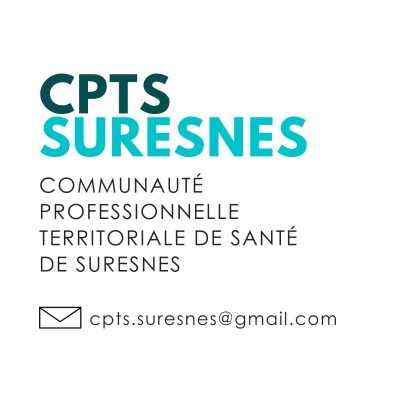 CPTS
SURESNES
COMMUNAUTÉ
PROFESSIONNELLE
TERRITORIALE DE SANTÉ
DE SURESNES
cpts.suresnes@gmail.com